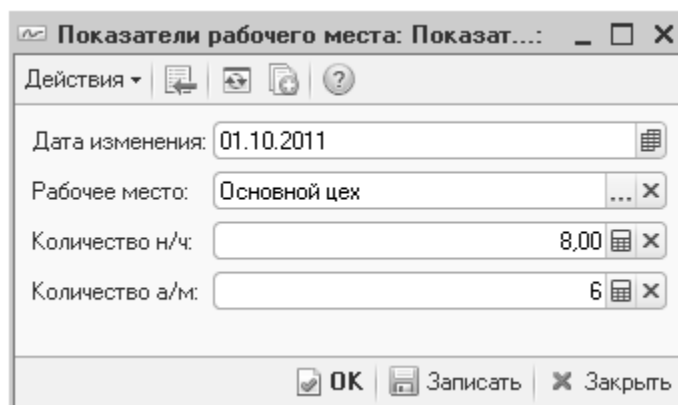 Показатели рабочего места: Показат...:
Действия
Дата изменения: 01.10.2011
Рабочее место: Основной цех ...
Количество н/ч: 8,00
Количество а/м: 6
OK Записать Закрыть